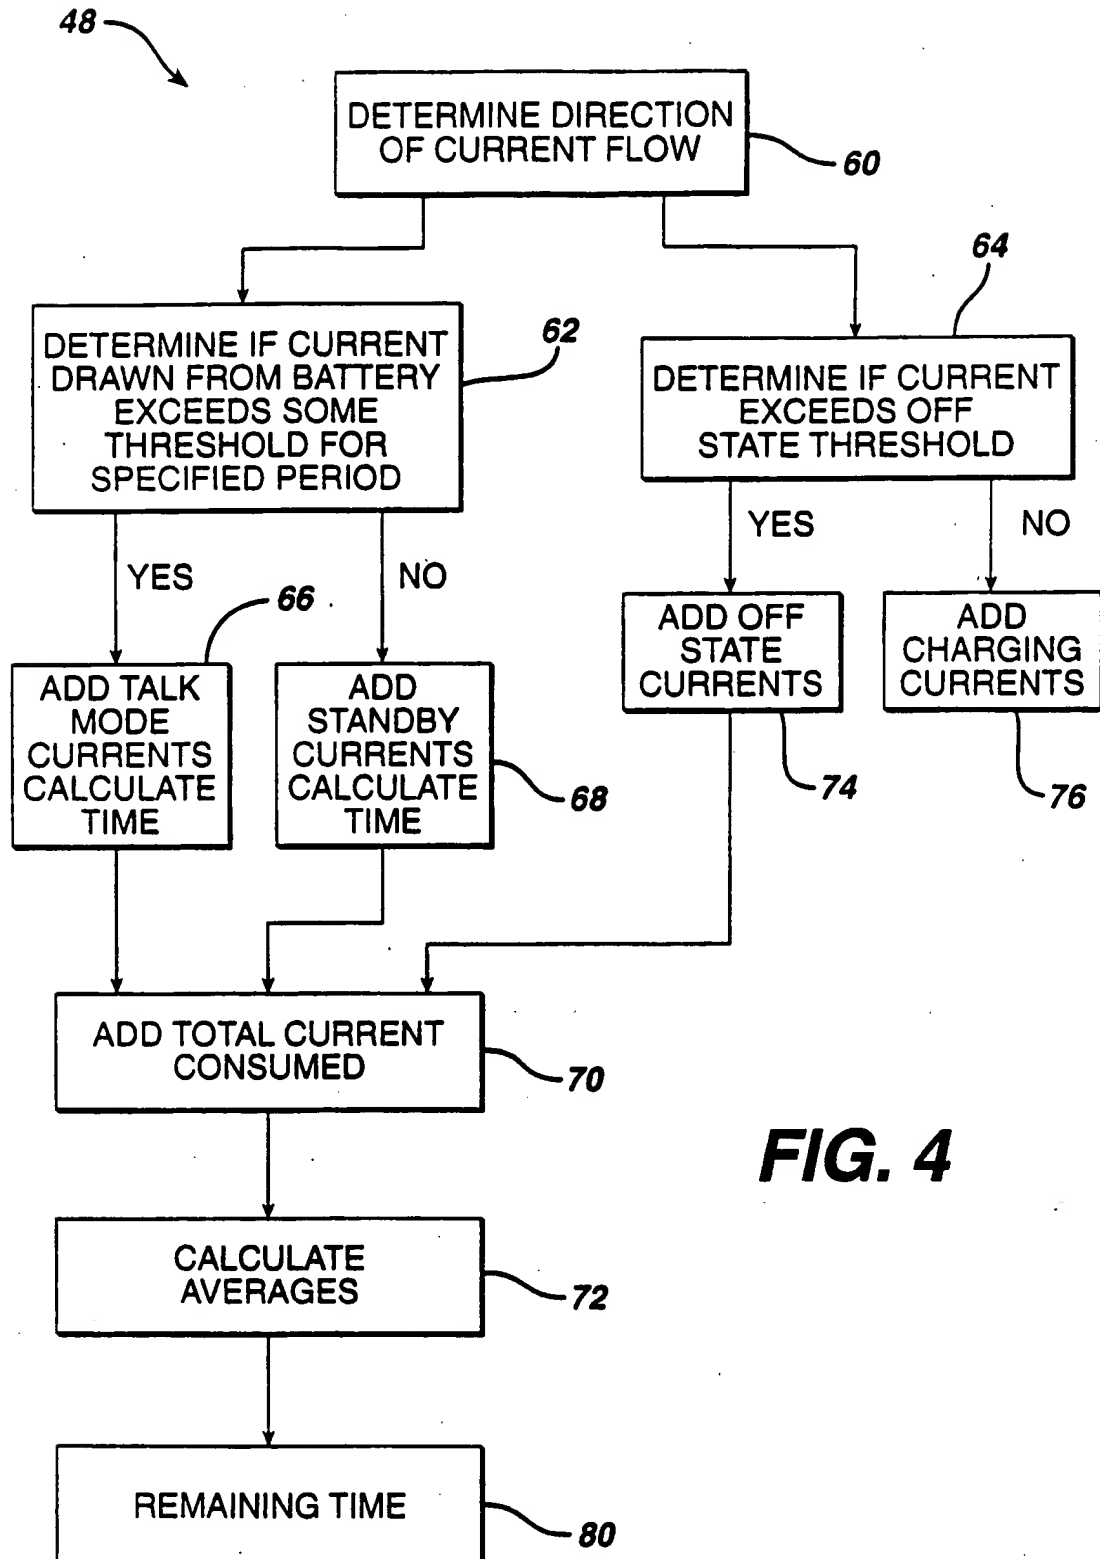 48
DETERMINE DIRECTION
OF CURRENT FLOW
60
64
DETERMINE IF CURRENT
DRAWN FROM BATTERY
EXCEEDS SOME
THRESHOLD FOR
SPECIFIED PERIOD
62
DETERMINE IF CURRENT
EXCEEDS OFF
STATE THRESHOLD
YES
NO
YES
NO
66
ADD TALK
MODE
CURRENTS
CALCULATE
TIME
ADD
STANDBY
CURRENTS
CALCULATE
TIME
68
ADD OFF
STATE
CURRENTS
74
ADD
CHARGING
CURRENTS
76
ADD TOTAL CURRENT
CONSUMED
70
FIG. 4
CALCULATE
AVERAGES
72
REMAINING TIME
80